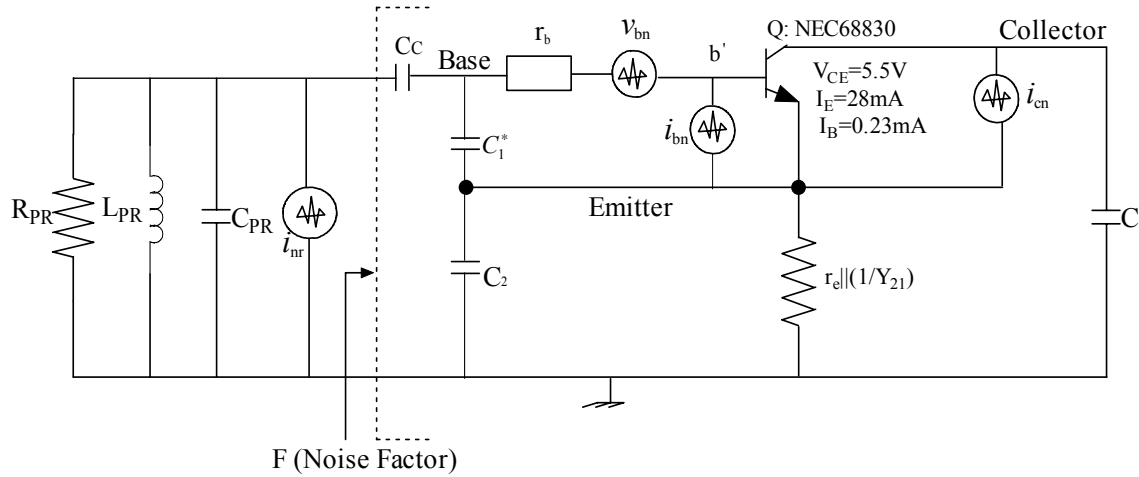 Q: NEC68830
Collector
C_C
Base
r_b
v_bn
b'
V_CE=5.5V
I_E=28mA
I_B=0.23mA
i_cn
i_bn
C_1^*
R_PR
L_PR
C_PR
i_nr
Emitter
C
C_2
r_e||(1/Y_21)
F (Noise Factor)